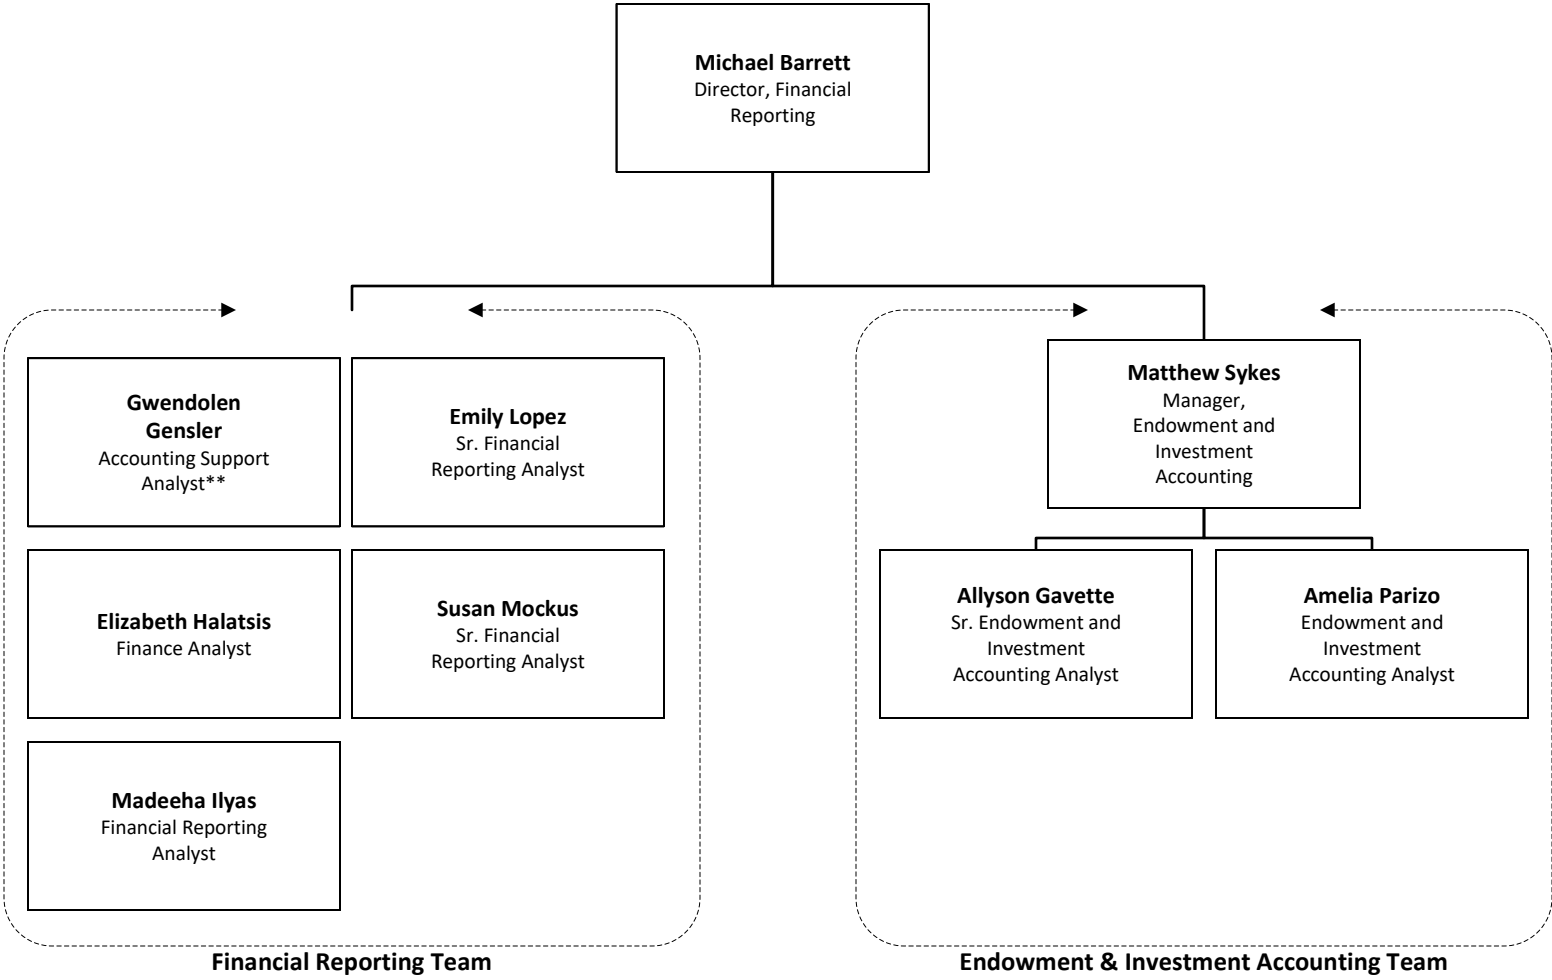 Michael Barrett
Director, Financial
Reporting
Gwendolen
Gensler
Accounting Support
Analyst**
Emily Lopez
Sr. Financial
Reporting Analyst
Elizabeth Halatsis
Finance Analyst
Susan Mockus
Sr. Financial
Reporting Analyst
Madeeha Ilyas
Financial Reporting
Analyst
Financial Reporting Team
Matthew Sykes
Manager,
Endowment and
Investment
Accounting
Allyson Gavette
Sr. Endowment and
Investment
Accounting Analyst
Amelia Parizo
Endowment and
Investment
Accounting Analyst
Endowment & Investment Accounting Team